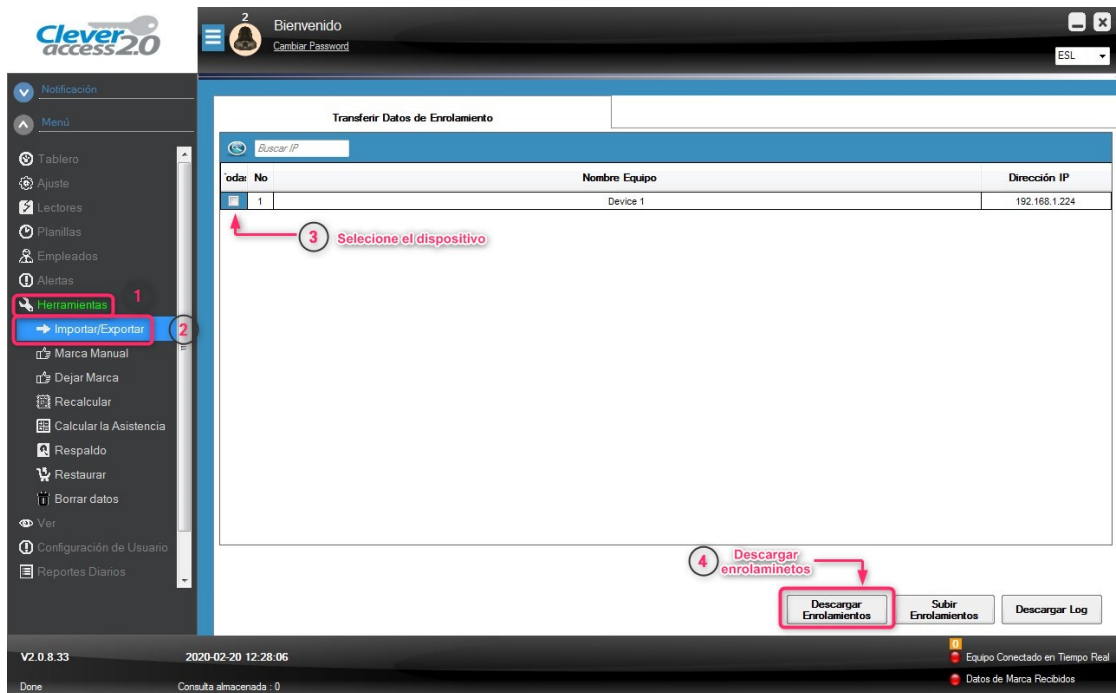 Clever
access 2.0
2
Bienvenido
Cambiar Password
ESL
Notificación
Menú
Tablero
Ajuste
Lectores
Planillas
Empleados
Alertas
Herramientas
1
Importar/Exportar
2
Marca Manual
Dejar Marca
Recalcular
Calcular la Asistencia
Respaldo
Restaurar
Borrar datos
Ver
Configuración de Usuario
Reportes Diarios
Transferir Datos de Enrolamiento
Buscar IP
odas No Nombre Equipo Dirección IP
1 Device 1 192.168.1.224
3 Selecione el dispositivo
4 Descargar
enrolaminetos
Descargar
Enrolamientos
Subir
Enrolamientos
Descargar Log
V2.0.8.33 2020-02-20 12:28:06
0
Equipo Conectado en Tiempo Real
Done Consulta almacenada : 0
Datos de Marca Recibidos